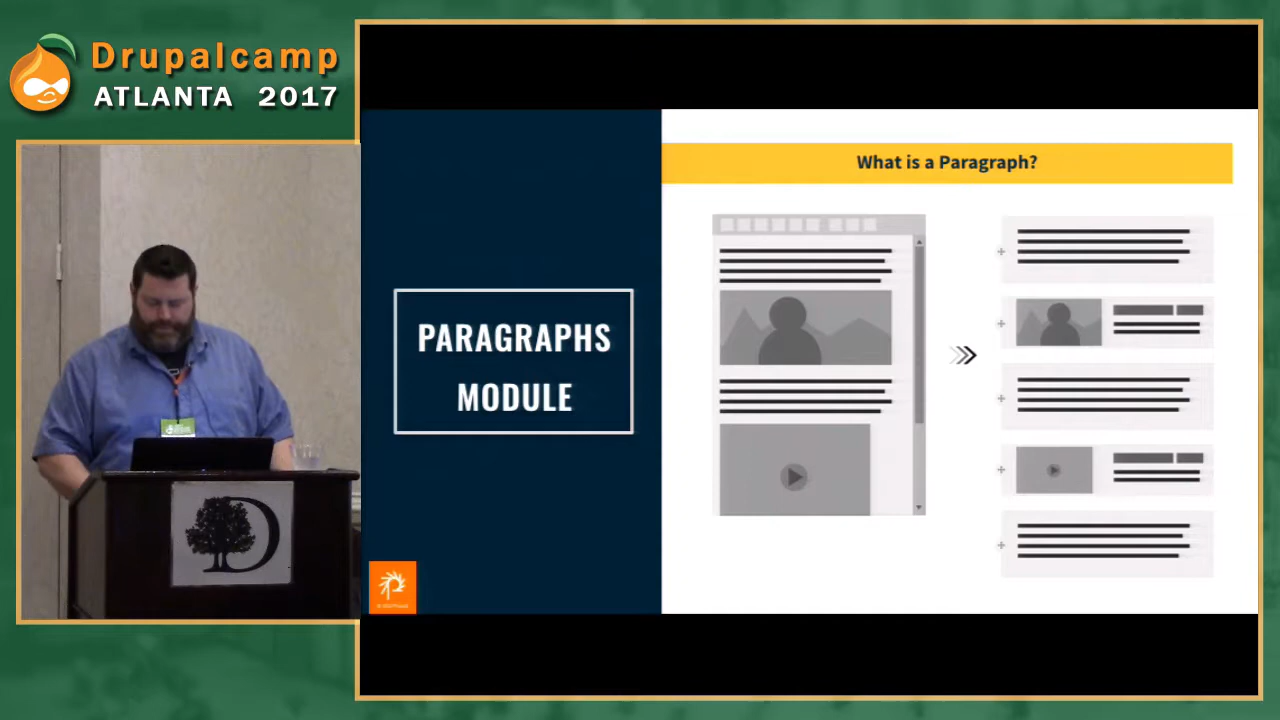 Drupalcamp
ATLANTA 2017
What is a Paragraph?
PARAGRAPHS
MODULE
D